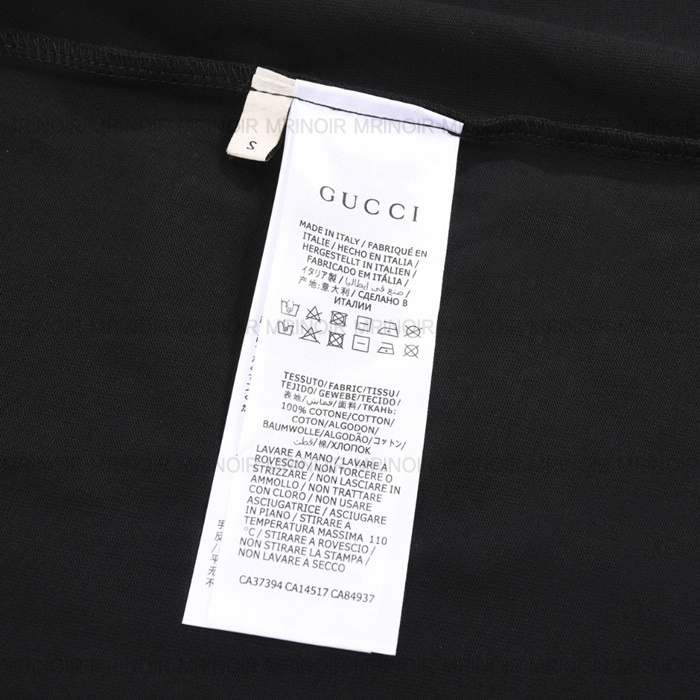 MRINOIR MRINOIR MRINOIR
S
GUCCI
MADE IN ITALY / FABRIQUÉ EN
ITALIE / HECHO EN ITALIA /
HERGESTELLT IN ITALIEN /
FABRICADO EM ITÁLIA /
イタリア製 / صنع في إيطاليا /
产地:意大利 / СДЕЛАНО В
ИТАЛИИ
TESSUTO/FABRIC/TISSU/
TEJIDO/GEWEBE/TECIDO/
表地/قماش/面料/ТКАНЬ:
100% COTONE/COTTON/
COTON/ALGODON/
BAUMWOLLE/ALGODÃO/コットン/
قطن/棉/ХЛОПОК
LAVARE A MANO / LAVARE A
ROVESCIO / NON TORCERE O
STRIZZARE / NON LASCIARE IN
AMMOLLO / NON TRATTARE
CON CLORO / NON USARE
ASCIUGATRICE / ASCIUGARE
IN PIANO / STIRARE A
TEMPERATURA MASSIMA 110
°C / STIRARE A ROVESCIO /
NON STIRARE LA STAMPA /
NON LAVARE A SECCO
CA37394 CA14517 CA84937